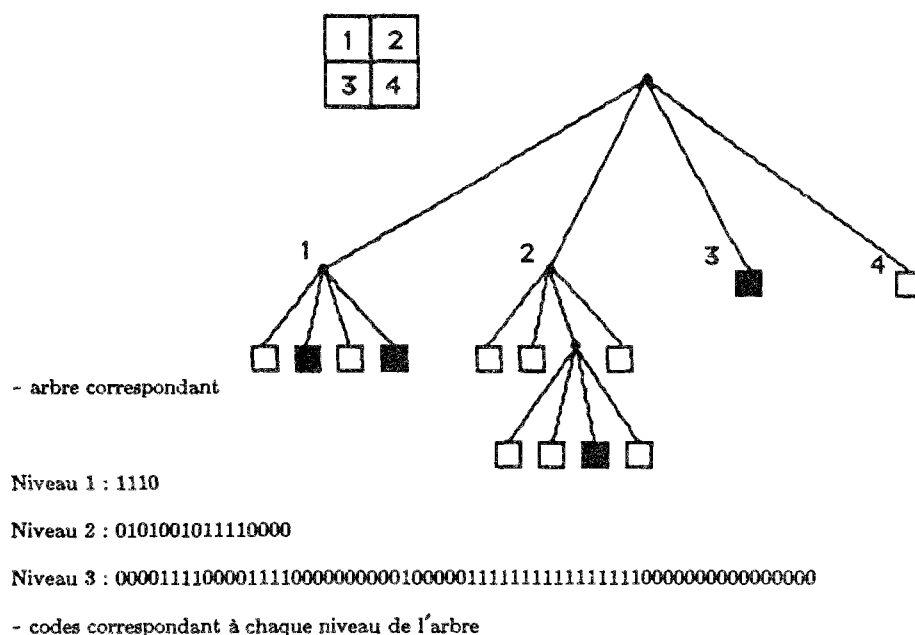 1 2
3 4
1 2 3 4
- arbre correspondant
Niveau 1 : 1110
Niveau 2 : 0101001011110000
Niveau 3 : 0000111100001111000000000010000011111111111111110000000000000000
- codes correspondant à chaque niveau de l'arbre